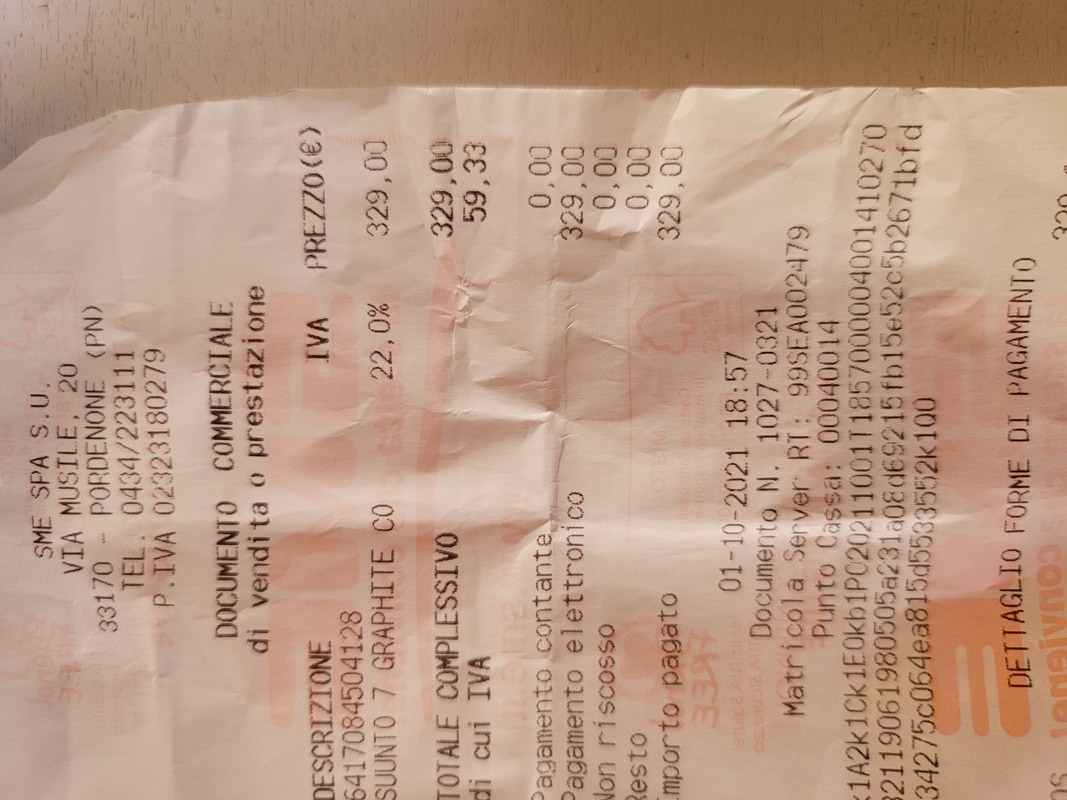 SME SPA S.U.
VIA MUSILE, 20
33170 - PORDENONE (PN)
TEL. 0434/2223111
P.IVA 02323180279
DOCUMENTO COMMERCIALE
di vendita o prestazione
DESCRIZIONE IVA PREZZO(€)
6417084504128
SUUNTO 7 GRAPHITE CO 22,0% 329,00
TOTALE COMPLESSIVO 329,00
di cui IVA 59,33
Pagamento contante 0,00
Pagamento elettronico 329,00
Non riscosso 0,00
Resto 0,00
Importo pagato 329,00
01-10-2021 18:57
Documento N. 1027-0321
Matricola Server RT: 99SEA002479
Punto Cassa: 00040014
DETTAGLIO FORME DI PAGAMENTO